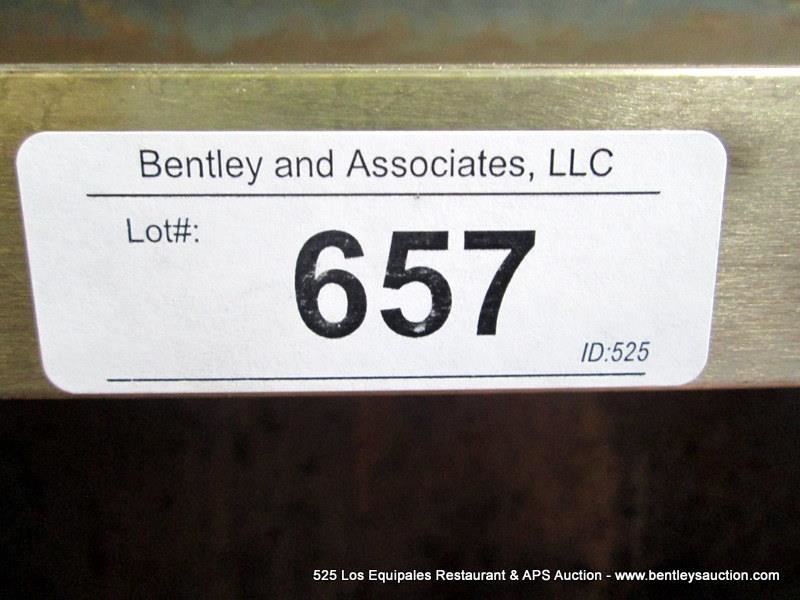 Bentley and Associates, LLC
Lot#:
657
ID:525
525 Los Equipales Restaurant & APS Auction - www.bentleysauction.com